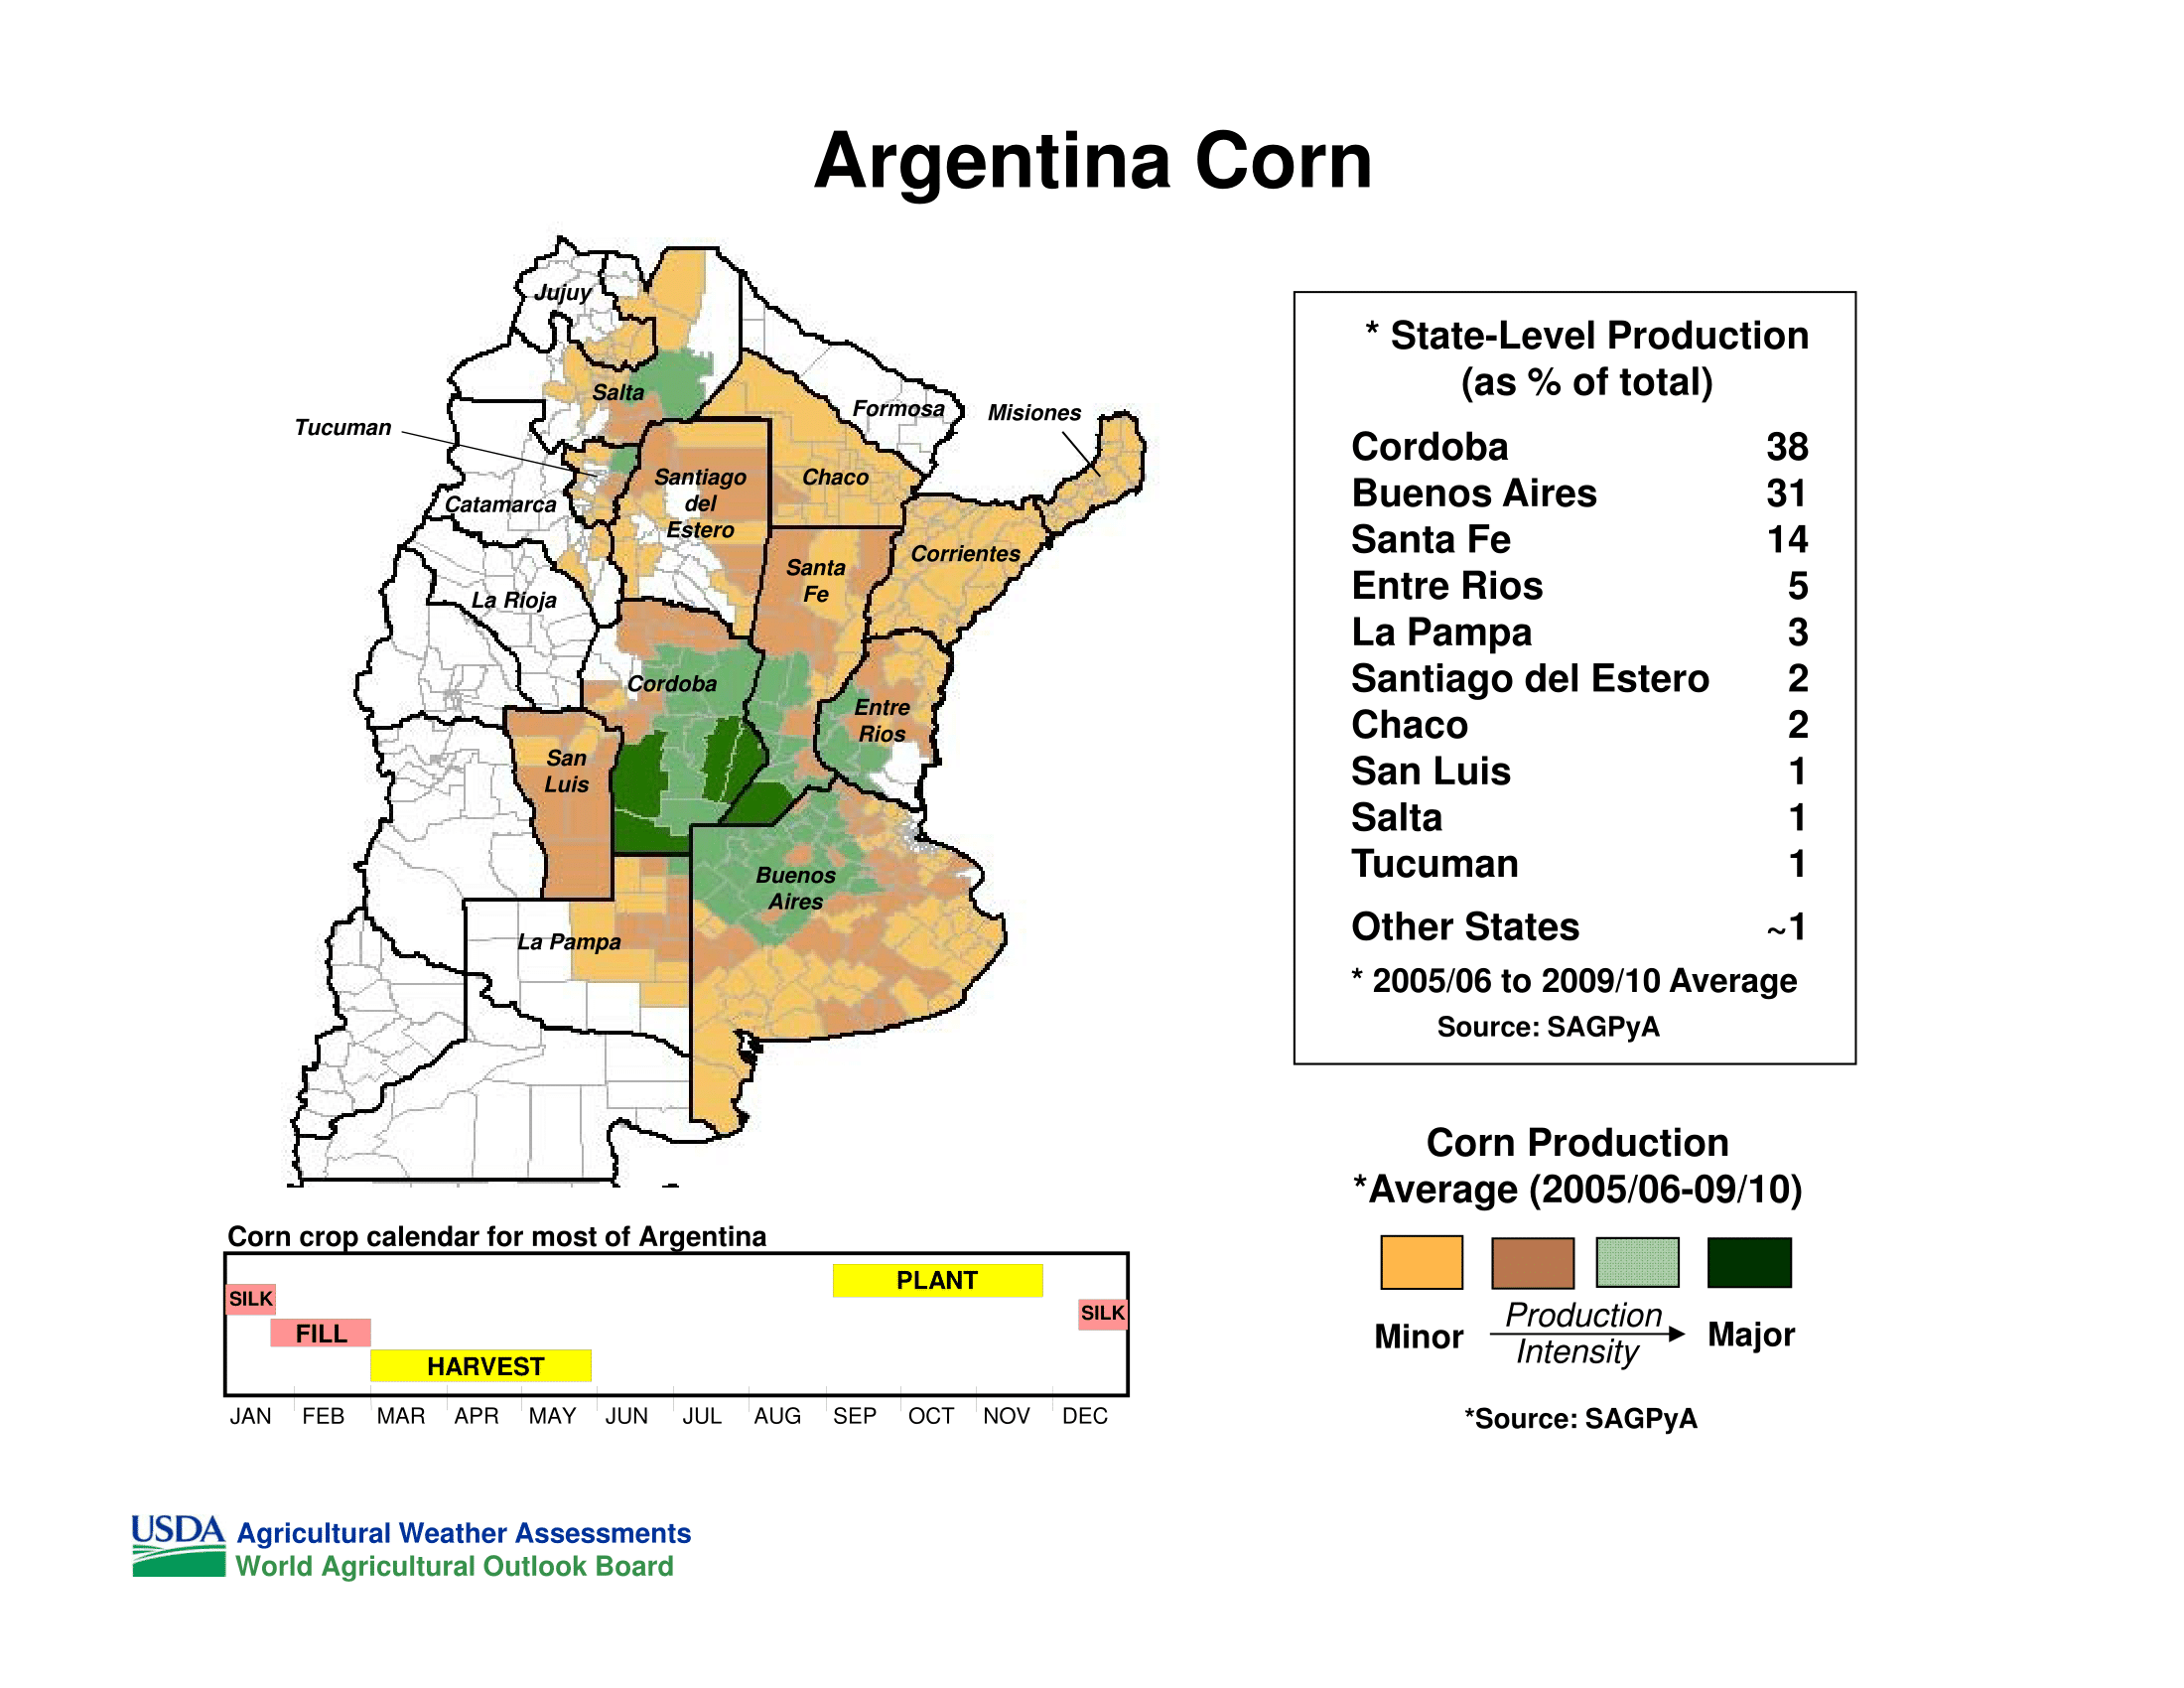 Argentina Corn
Jujuy
Salta
Tucuman
Formosa
Misiones
Catamarca
Santiago
del
Estero
Chaco
Santa
Fe
Corrientes
La Rioja
Cordoba
Entre
Rios
San
Luis
Buenos
Aires
La Pampa
* State-Level Production
(as % of total)
Cordoba 38
Buenos Aires 31
Santa Fe 14
Entre Rios 5
La Pampa 3
Santiago del Estero 2
Chaco 2
San Luis 1
Salta 1
Tucuman 1
Other States ~1
* 2005/06 to 2009/10 Average
Source: SAGPyA
Corn Production
*Average (2005/06-09/10)
Minor
Production
Intensity
Major
*Source: SAGPyA
Corn crop calendar for most of Argentina
PLANT
SILK
SILK
FILL
HARVEST
JAN FEB MAR APR MAY JUN JUL AUG SEP OCT NOV DEC
USDA Agricultural Weather Assessments
World Agricultural Outlook Board